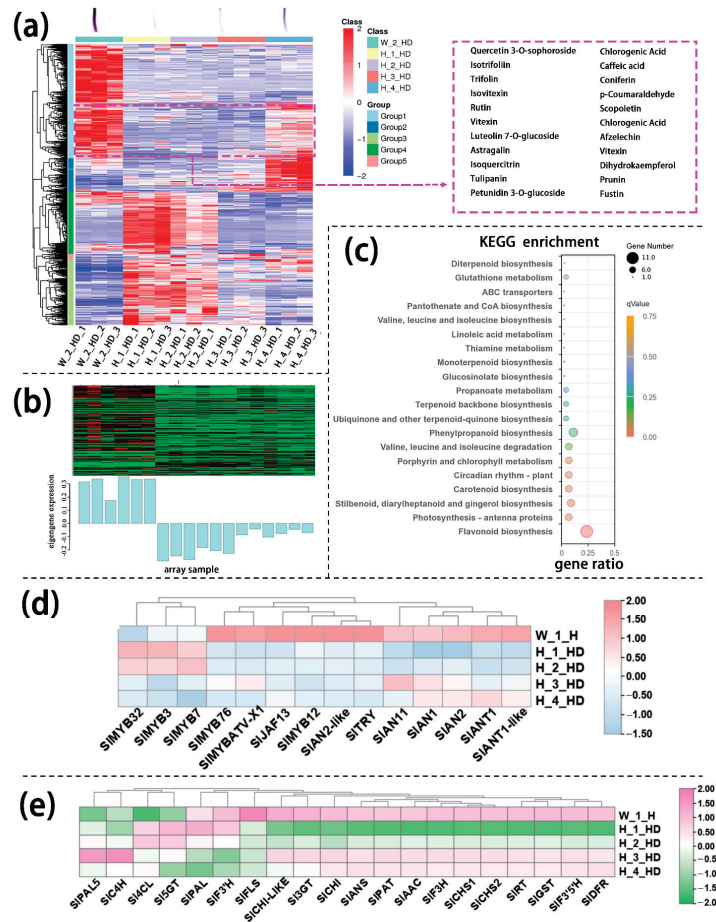 (a)
Class
2
1
0
−1
−2
Class
W_2_HD
H_1_HD
H_2_HD
H_3_HD
H_4_HD
Group
Group1
Group2
Group3
Group4
Group5
W_2_HD_1
W_2_HD_2
W_2_HD_3
H_1_HD_1
H_1_HD_2
H_1_HD_3
H_2_HD_1
H_2_HD_2
H_2_HD_1
H_3_HD_1
H_3_HD_2
H_3_HD_3
H_4_HD_1
H_4_HD_2
H_4_HD_3
Quercetin 3-O-sophoroside Chlorogenic Acid
Isotrifoliin Caffeic acid
Trifolin Coniferin
Isovitexin p-Coumaraldehyde
Rutin Scopoletin
Vitexin Chlorogenic Acid
Luteolin 7-O-glucoside Afzelechin
Astragalin Vitexin
Isoquercitrin Dihydrokaempferol
Tulipanin Prunin
Petunidin 3-O-glucoside Fustin
(b)
eigengene expression
0.3
0.1
-0.1
-0.2
array sample
(c)
KEGG enrichment
Diterpenoid biosynthesis
Glutathione metabolism
ABC transporters
Pantothenate and CoA biosynthesis
Valine, leucine and isoleucine biosynthesis
Linoleic acid metabolism
Thiamine metabolism
Monoterpenoid biosynthesis
Glucosinolate biosynthesis
Propanoate metabolism
Terpenoid backbone biosynthesis
Ubiquinone and other terpenoid-quinone biosynthesis
Phenylpropanoid biosynthesis
Valine, leucine and isoleucine degradation
Porphyrin and chlorophyll metabolism
Circadian rhythm - plant
Carotenoid biosynthesis
Stilbenoid, diarylheptanoid and gingerol biosynthesis
Photosynthesis - antenna proteins
Flavonoid biosynthesis
0 0.25 0.5
gene ratio
Gene Number
11.0
6.0
1.0
qValue
0.75
0.50
0.25
0.00
(d)
W_1_H
H_1_HD
H_2_HD
H_3_HD
H_4_HD
SlMYB32
SlMYB3
SlMYB7
SlMYB76
SlMYBATV-X1
SlJAF13
SlMYB12
SlAN2-like
SlTRY
SlAN11
SlAN1
SlAN2
SlANT1
SlANT1-like
2.00
1.50
1.00
0.50
0.00
−0.50
−1.00
−1.50
(e)
W_1_H
H_1_HD
H_2_HD
H_3_HD
H_4_HD
SlPAL5
SlC4H
Sl4CL
Sl5GT
SlPAL
SlF3'H
SlFLS
SlCHI-LIKE
Sl3GT
SlCHI
SlANS
SlPAT
SlAAC
SlF3H
SlCHS1
SlCHS2
SlRT
SlGST
SlF3'5'H
SlDFR
2.00
1.50
1.00
0.50
0.00
−0.50
−1.00
−1.5
−2.0